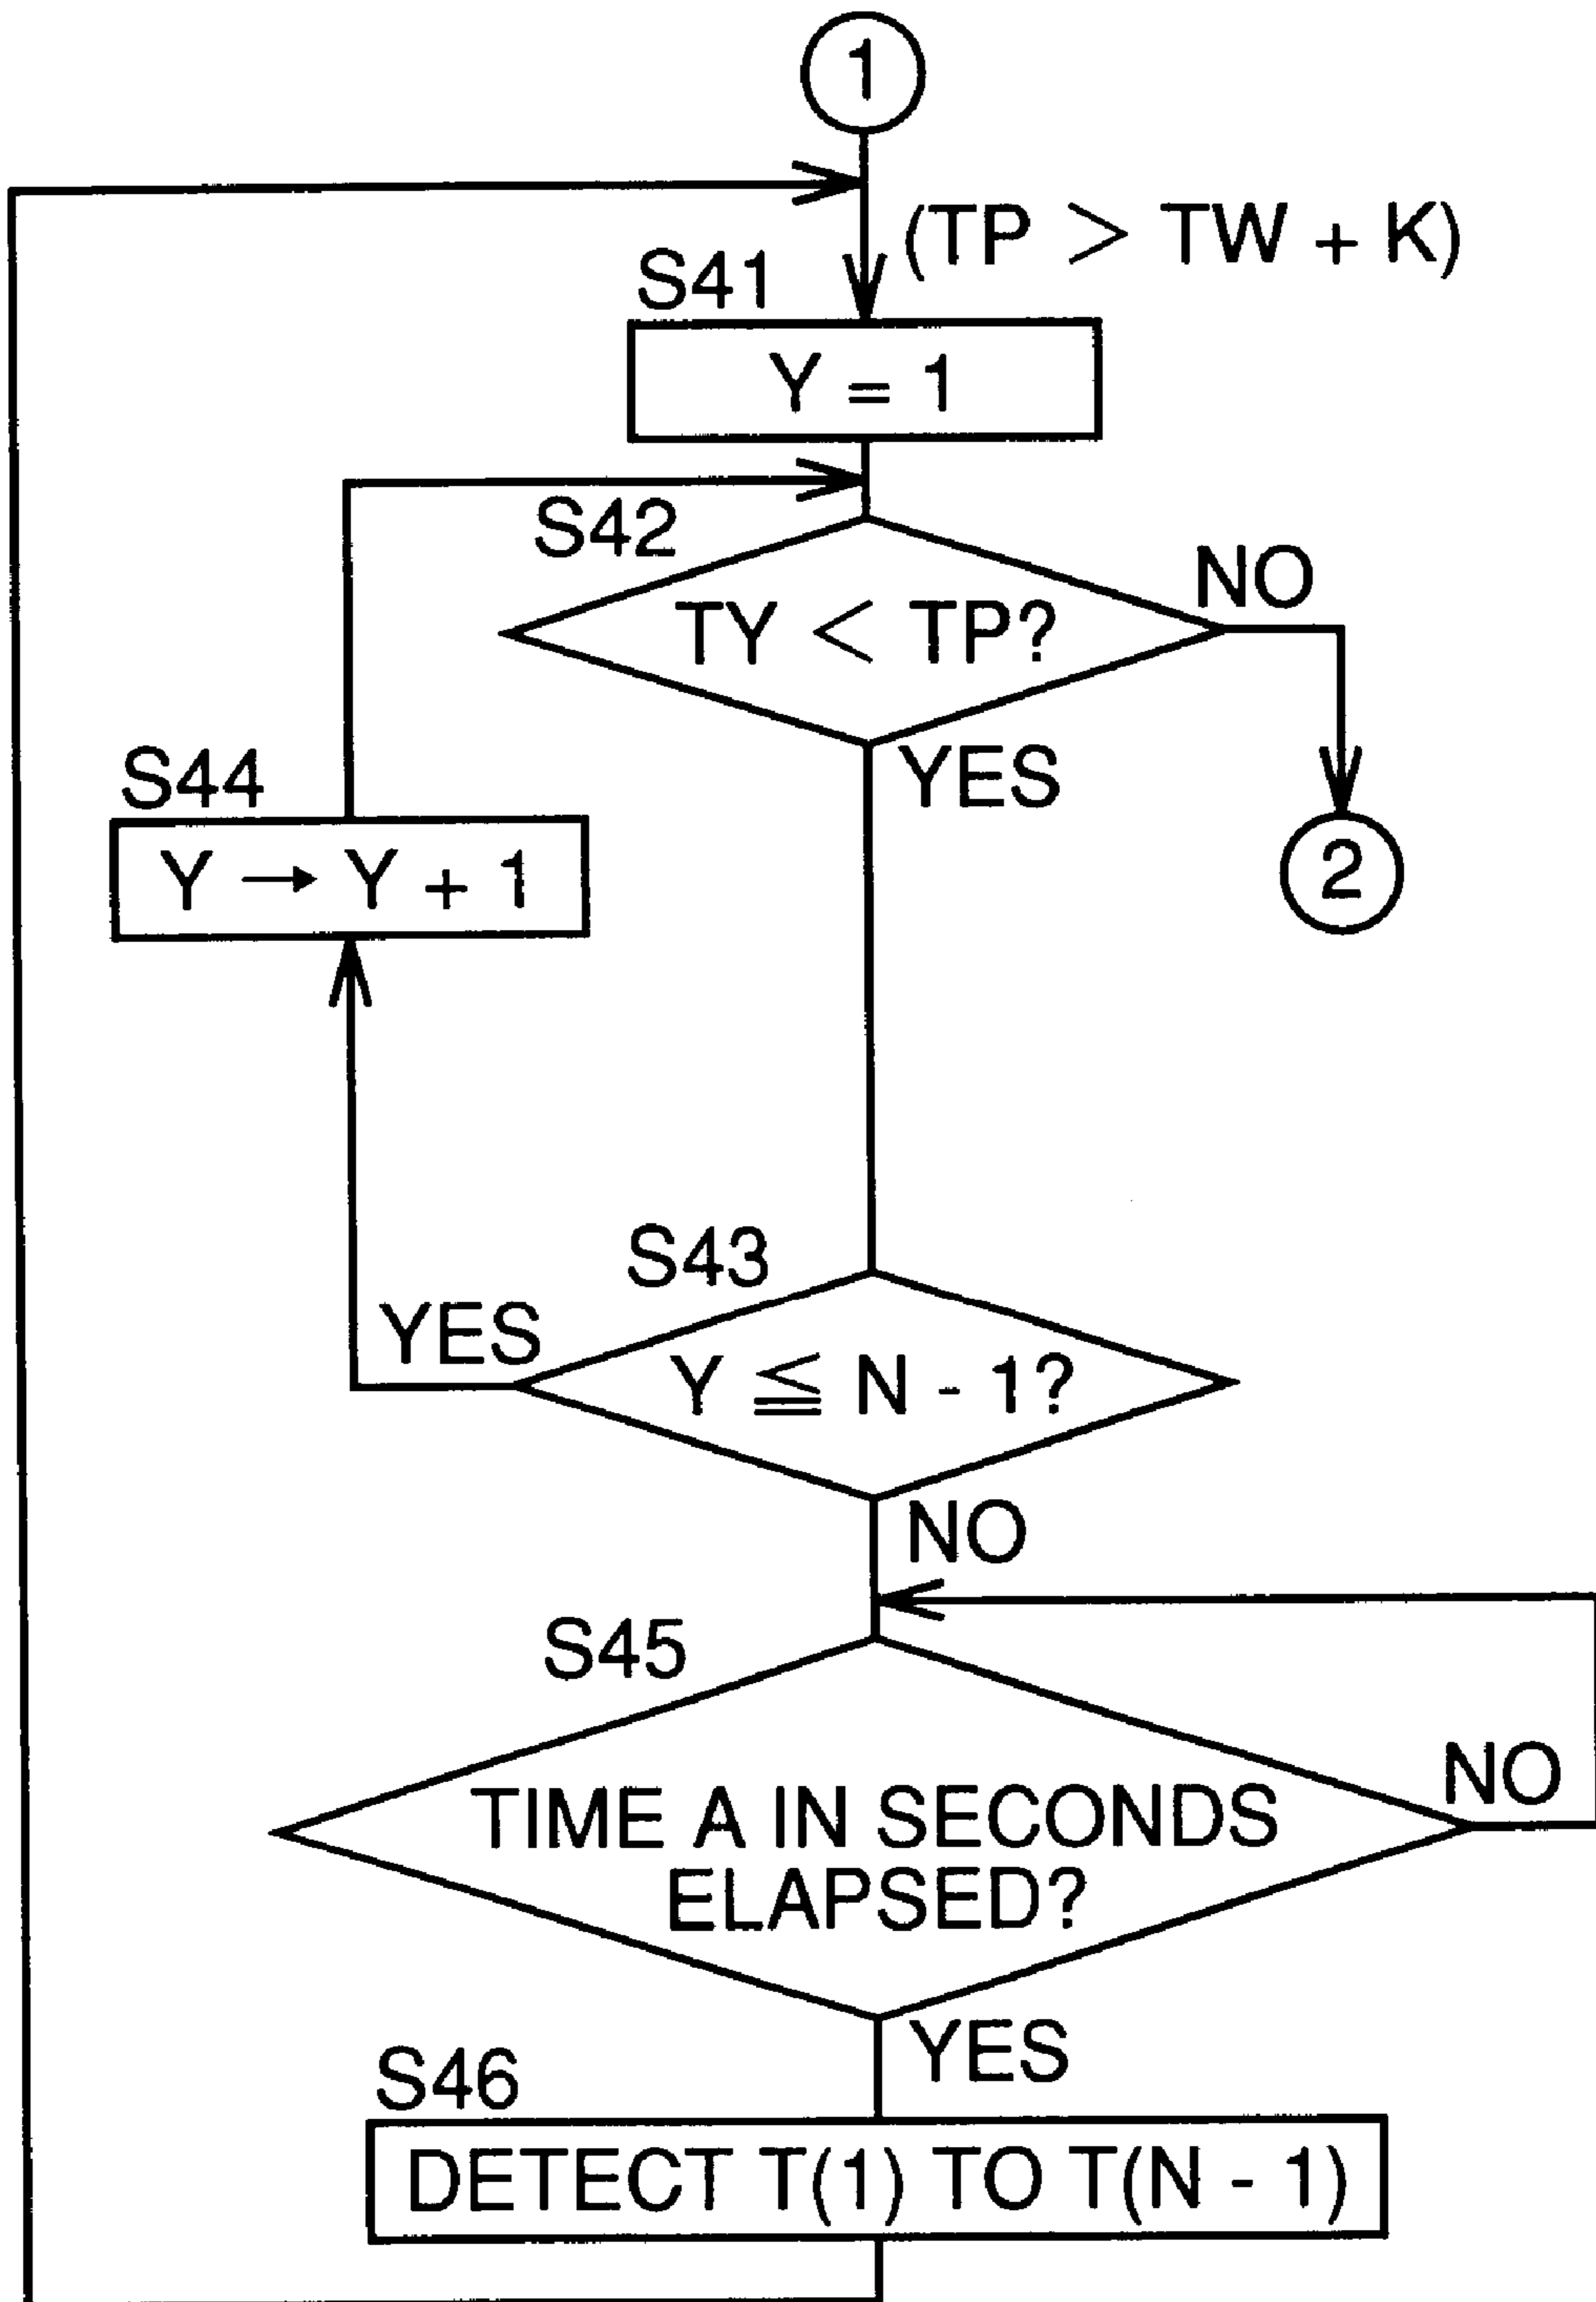 1
(TP > TW + K)
S41
Y = 1
S42
NO
TY < TP?
YES
S44
Y → Y + 1
2
S43
YES
Y ≦ N - 1?
NO
S45
NO
TIME A IN SECONDS
ELAPSED?
YES
S46
DETECT T(1) TO T(N - 1)